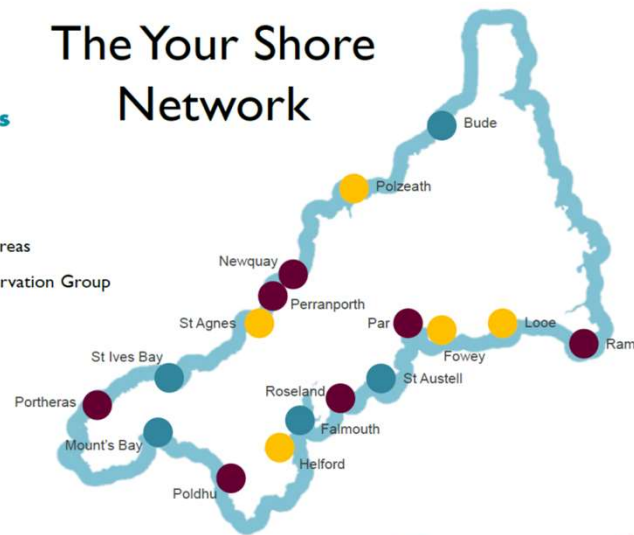 The Your Shore
Network
s
reas
rvation Group
Bude
Polzeath
Newquay
Perranporth
St Agnes
Par
Looe
Ram
Fowey
St Ives Bay
St Austell
Roseland
Portheras
Falmouth
Mount's Bay
Helford
Poldhu